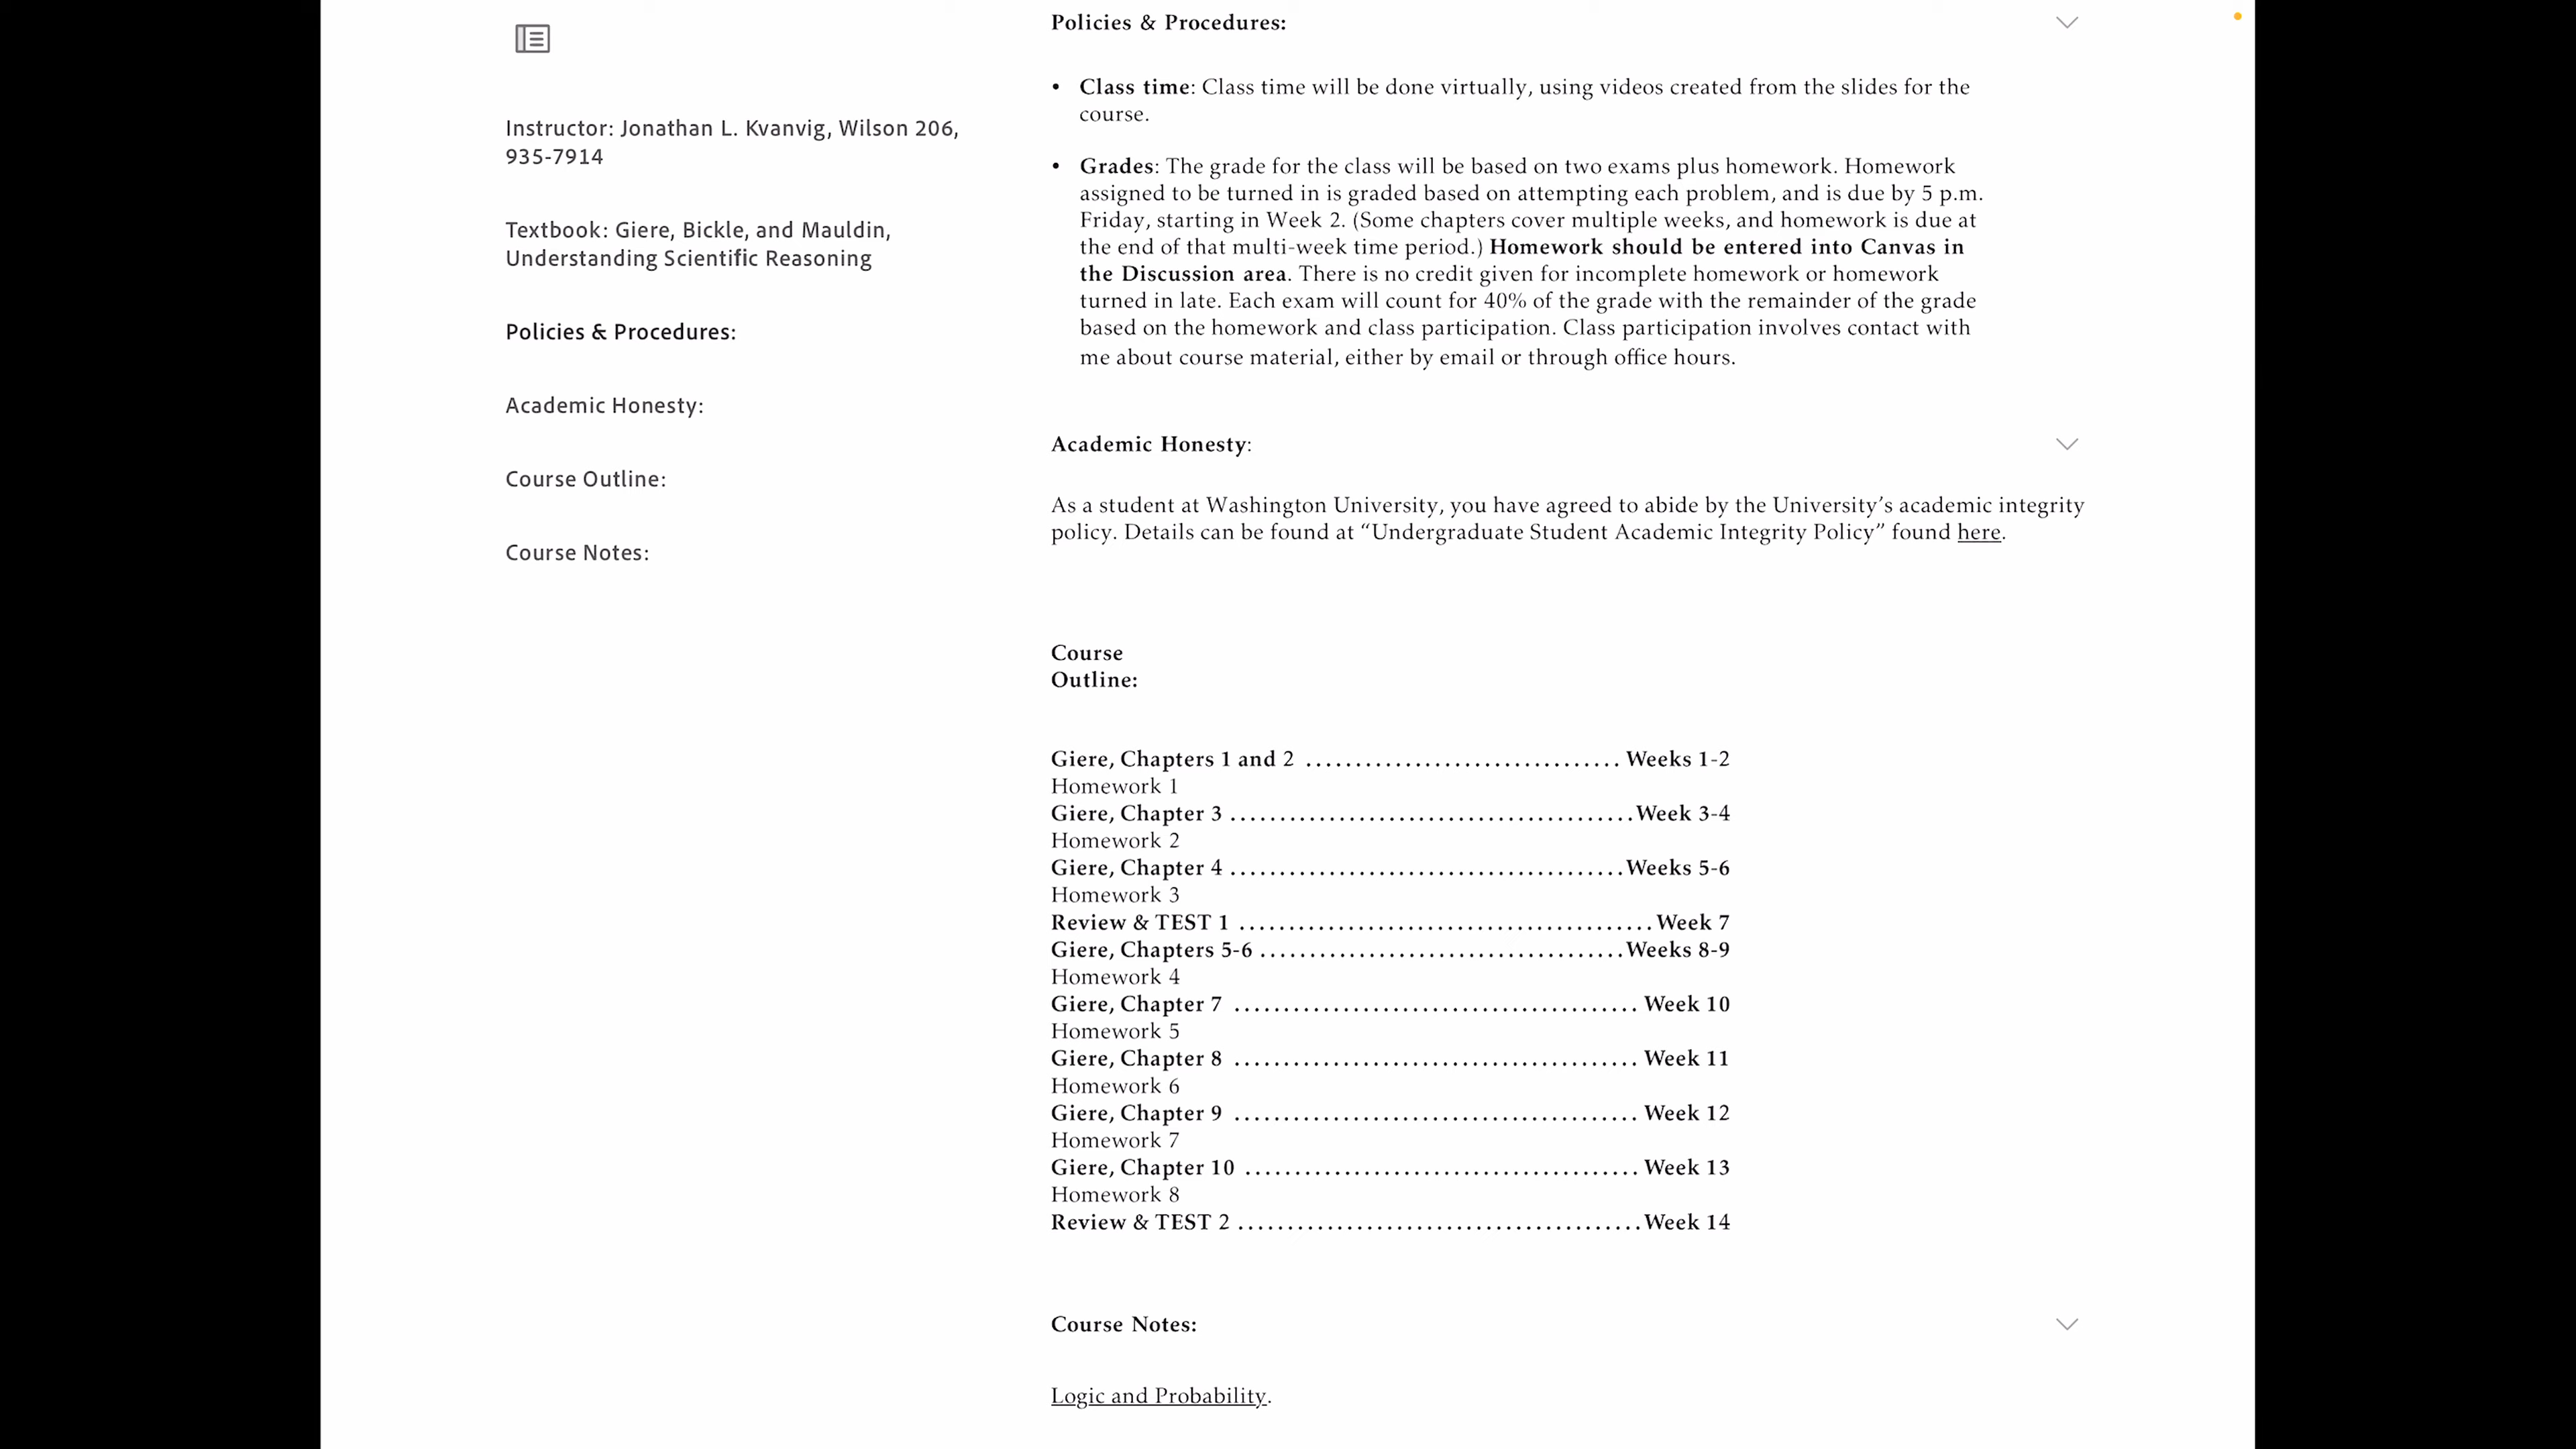 Instructor: Jonathan L. Kvanvig, Wilson 206,
935-7914
Textbook: Giere, Bickle, and Mauldin,
Understanding Scientific Reasoning
Policies & Procedures:
Academic Honesty:
Course Outline:
Course Notes:
Policies & Procedures:
• Class time: Class time will be done virtually, using videos created from the slides for the
course.
• Grades: The grade for the class will be based on two exams plus homework. Homework
assigned to be turned in is graded based on attempting each problem, and is due by 5 p.m.
Friday, starting in Week 2. (Some chapters cover multiple weeks, and homework is due at
the end of that multi-week time period.) Homework should be entered into Canvas in
the Discussion area. There is no credit given for incomplete homework or homework
turned in late. Each exam will count for 40% of the grade with the remainder of the grade
based on the homework and class participation. Class participation involves contact with
me about course material, either by email or through office hours.
Academic Honesty:
As a student at Washington University, you have agreed to abide by the University’s academic integrity
policy. Details can be found at “Undergraduate Student Academic Integrity Policy” found here.
Course
Outline:
Giere, Chapters 1 and 2 ................................ Weeks 1-2
Homework 1
Giere, Chapter 3 .........................................Week 3-4
Homework 2
Giere, Chapter 4 ........................................Weeks 5-6
Homework 3
Review & TEST 1 .......................................... Week 7
Giere, Chapters 5-6 .....................................Weeks 8-9
Homework 4
Giere, Chapter 7 ......................................... Week 10
Homework 5
Giere, Chapter 8 ......................................... Week 11
Homework 6
Giere, Chapter 9 ......................................... Week 12
Homework 7
Giere, Chapter 10 ........................................ Week 13
Homework 8
Review & TEST 2 .........................................Week 14
Course Notes:
Logic and Probability.